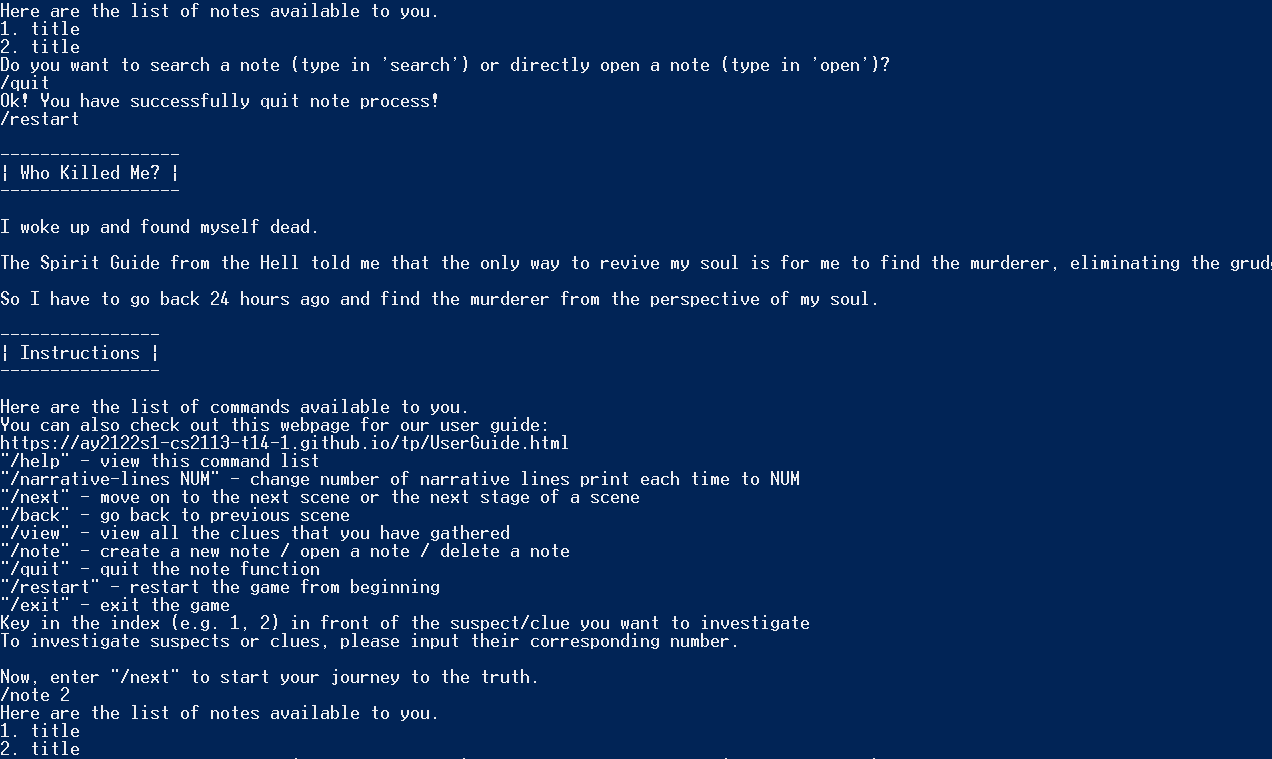 Here are the list of notes available to you.
1. title
2. title
Do you want to search a note (type in 'search') or directly open a note (type in 'open')?
/quit
Ok! You have successfully quit note process!
/restart
------------------
| Who Killed Me? |
------------------
I woke up and found myself dead.
The Spirit Guide from the Hell told me that the only way to revive my soul is for me to find the murderer, eliminating the
So I have to go back 24 hours ago and find the murderer from the perspective of my soul.
----------------
| Instructions |
----------------
Here are the list of commands available to you.
You can also check out this webpage for our user guide:
https://ay2122s1-cs2113-t14-1.github.io/tp/UserGuide.html
"/help" - view this command list
"/narrative-lines NUM" - change number of narrative lines print each time to NUM
"/next" - move on to the next scene or the next stage of a scene
"/back" - go back to previous scene
"/view" - view all the clues that you have gathered
"/note" - create a new note / open a note / delete a note
"/quit" - quit the note function
"/restart" - restart the game from beginning
"/exit" - exit the game
Key in the index (e.g. 1, 2) in front of the suspect/clue you want to investigate
To investigate suspects or clues, please input their corresponding number.
Now, enter "/next" to start your journey to the truth.
/note 2
Here are the list of notes available to you.
1. title
2. title